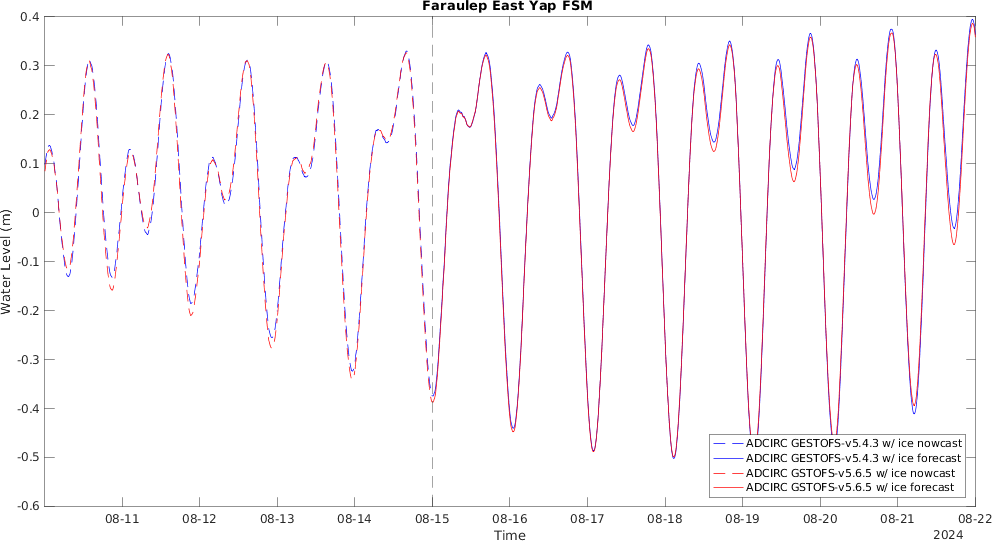 Faraulep East Yap FSM
0.4
0.3
0.2
0.1
0
-0.1
-0.2
-0.3
-0.4
-0.5
-0.6
Water Level (m)
ADCIRC GESTOFS-v5.4.3 w/ ice nowcast
ADCIRC GESTOFS-v5.4.3 w/ ice forecast
ADCIRC GSTOFS-v5.6.5 w/ ice nowcast
ADCIRC GSTOFS-v5.6.5 w/ ice forecast
08-11 08-12 08-13 08-14 08-15 08-16 08-17 08-18 08-19 08-20 08-21 08-22
Time
2024